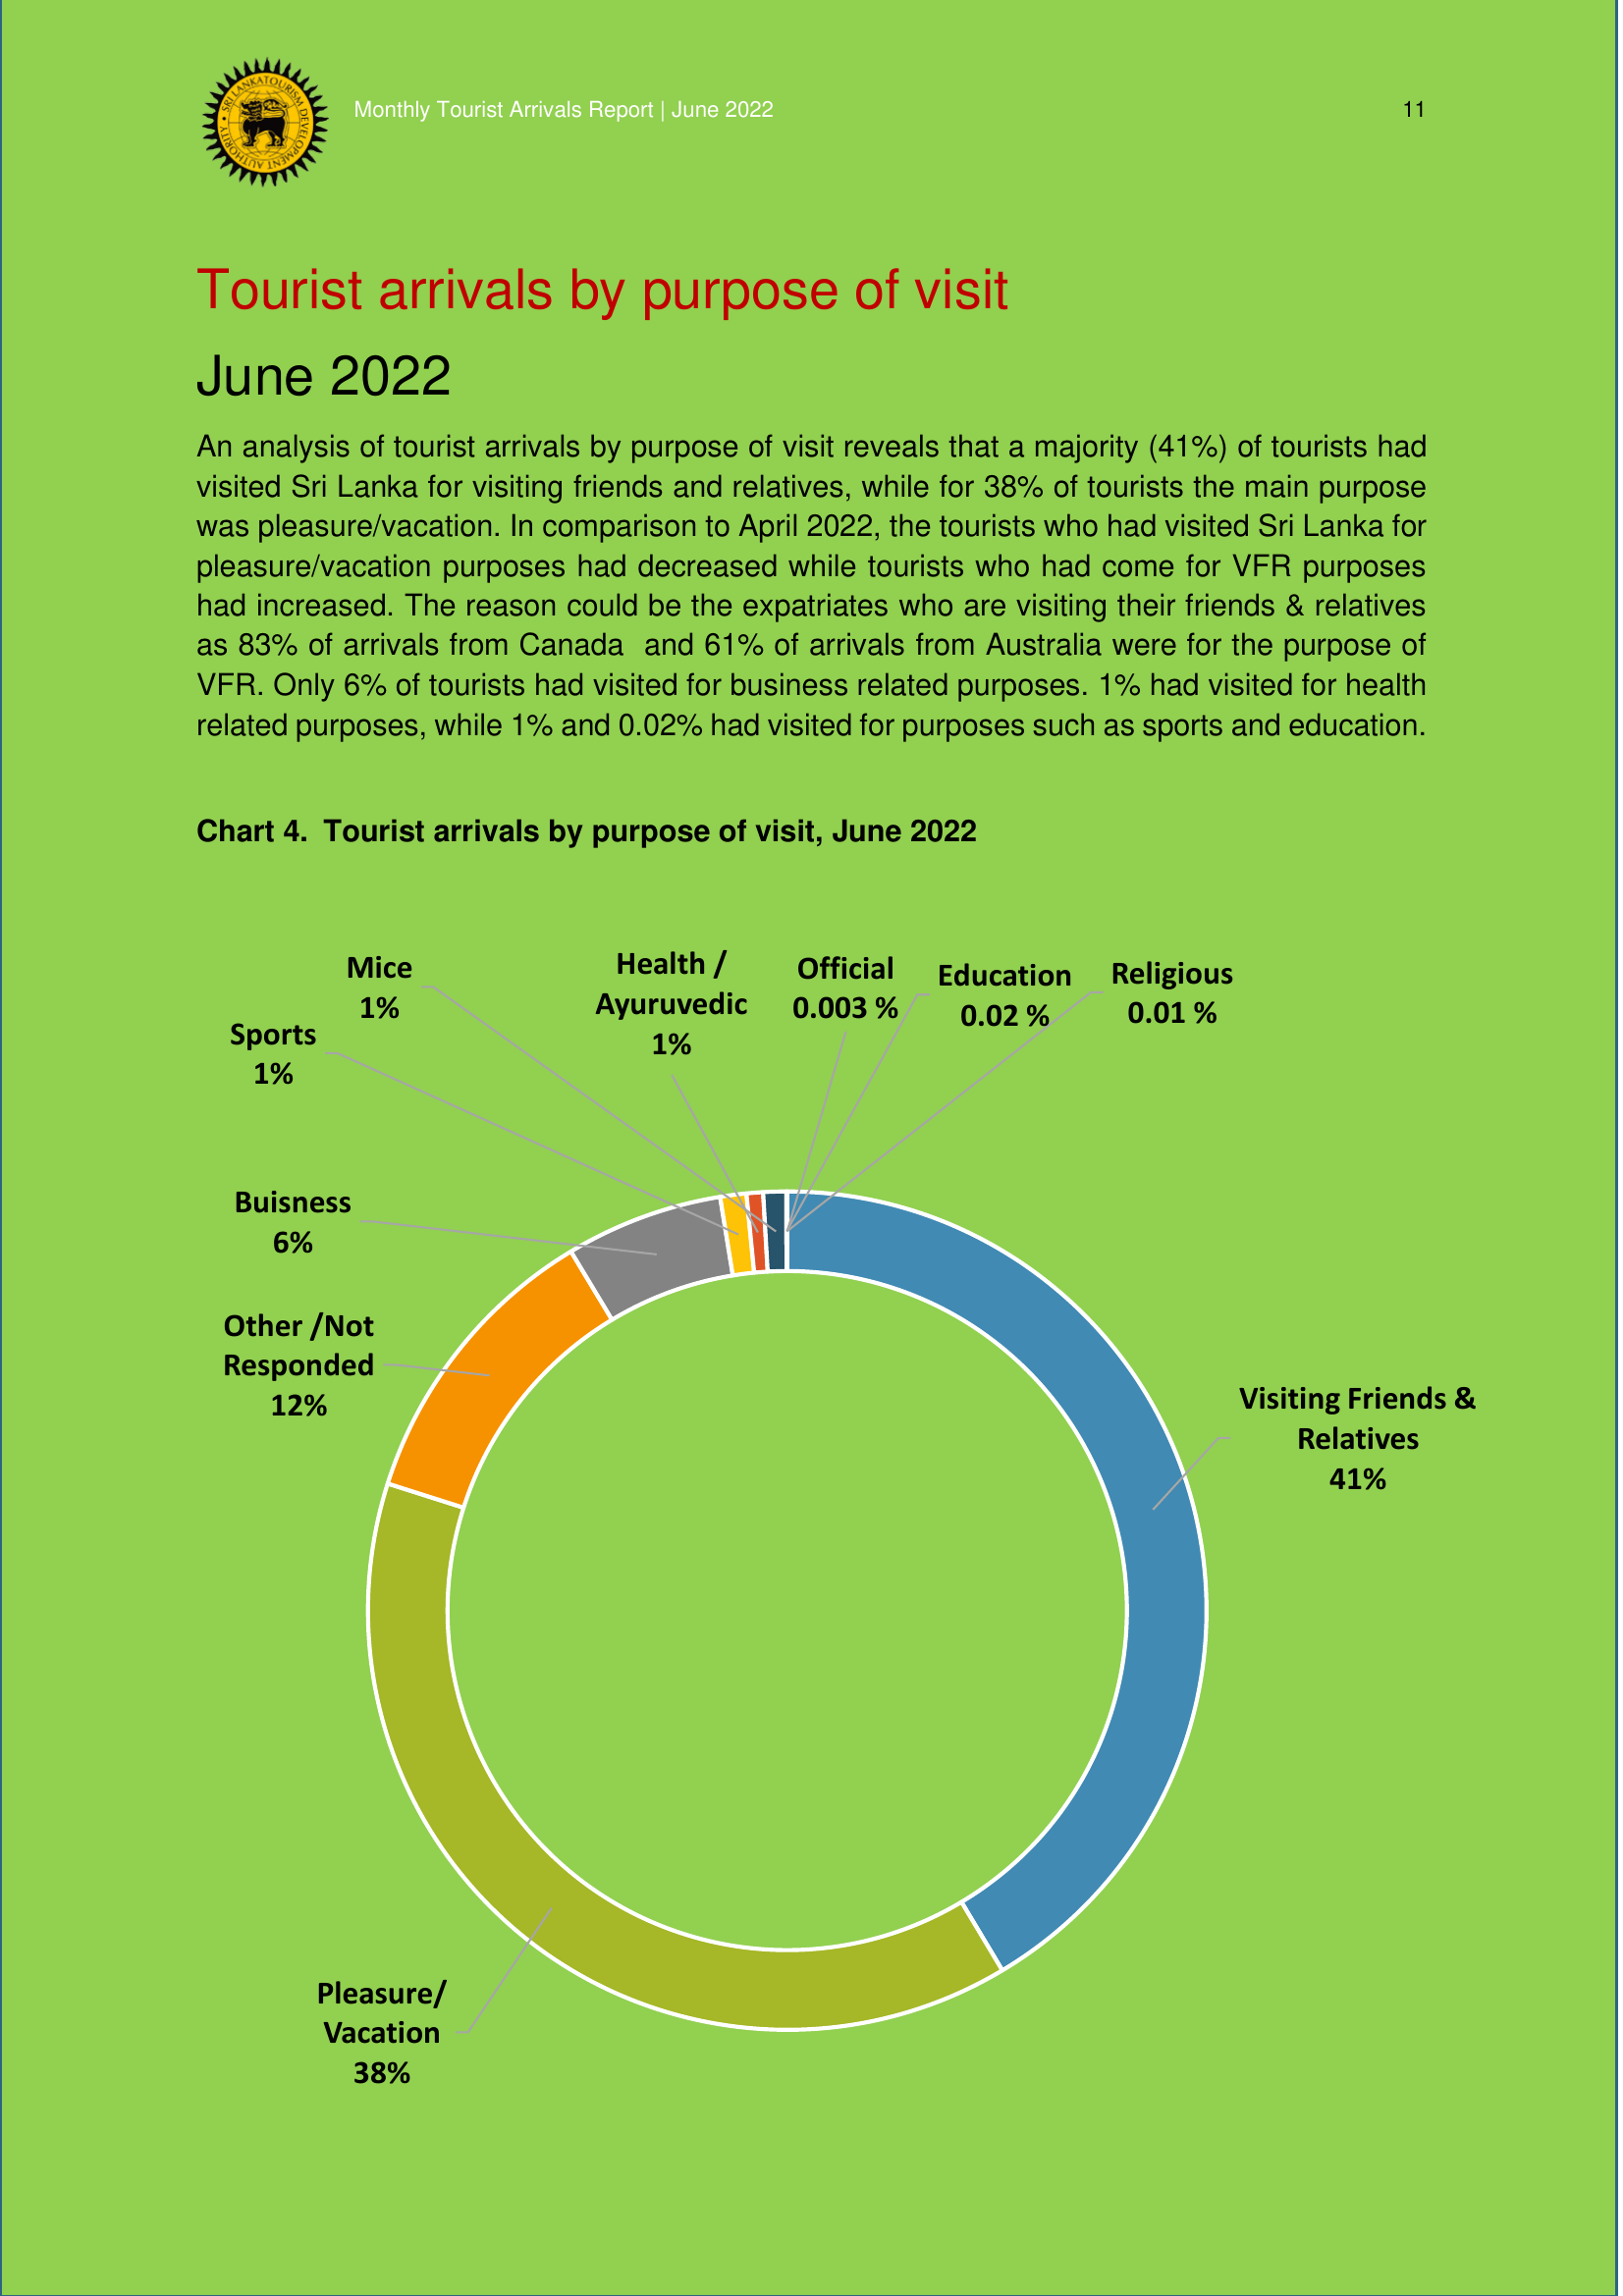 SRI LANKA TOURISM DEVELOPMENT AUTHORITY
Monthly Tourist Arrivals Report | June 2022
11
Tourist arrivals by purpose of visit
June 2022
An analysis of tourist arrivals by purpose of visit reveals that a majority (41%) of tourists had
visited Sri Lanka for visiting friends and relatives, while for 38% of tourists the main purpose
was pleasure/vacation. In comparison to April 2022, the tourists who had visited Sri Lanka for
pleasure/vacation purposes had decreased while tourists who had come for VFR purposes
had increased. The reason could be the expatriates who are visiting their friends & relatives
as 83% of arrivals from Canada  and 61% of arrivals from Australia were for the purpose of
VFR. Only 6% of tourists had visited for business related purposes. 1% had visited for health
related purposes, while 1% and 0.02% had visited for purposes such as sports and education.
Chart 4.  Tourist arrivals by purpose of visit, June 2022
Mice
1%
Health /
Ayuruvedic
1%
Official
0.003 %
Education
0.02 %
Religious
0.01 %
Sports
1%
Buisness
6%
Other /Not
Responded
12%
Visiting Friends &
Relatives
41%
Pleasure/
Vacation
38%